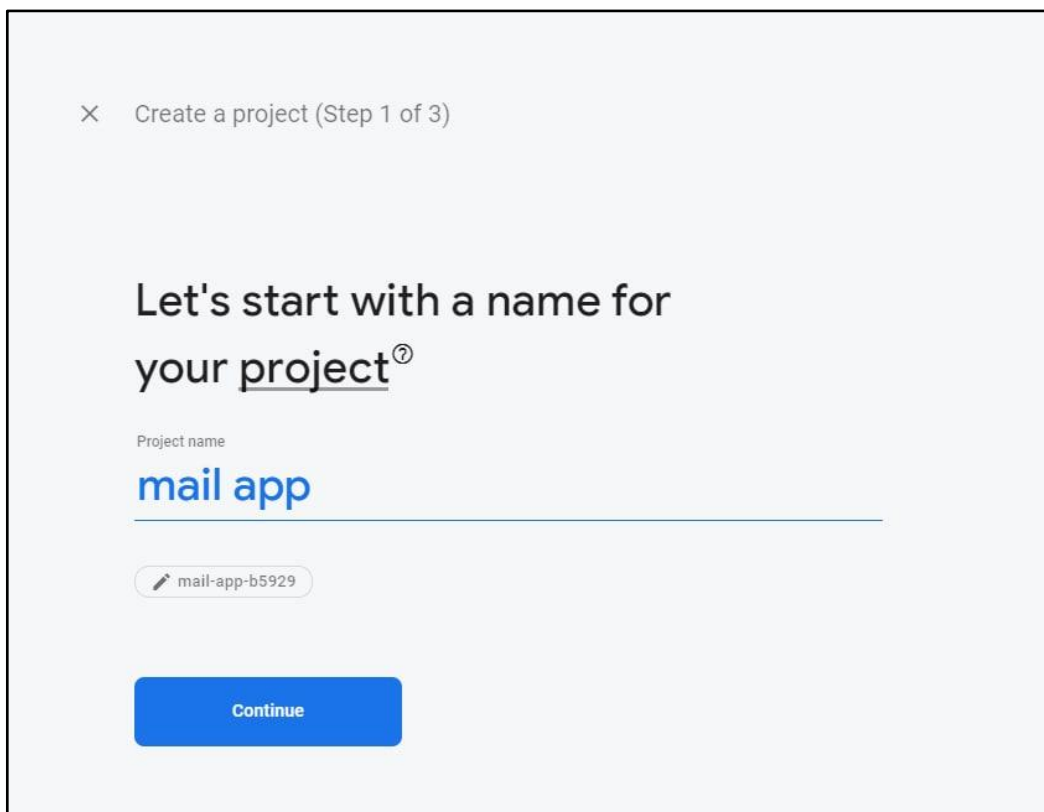 Create a project (Step 1 of 3)
Let's start with a name for
your project
Project name
mail app
mail-app-b5929
Continue